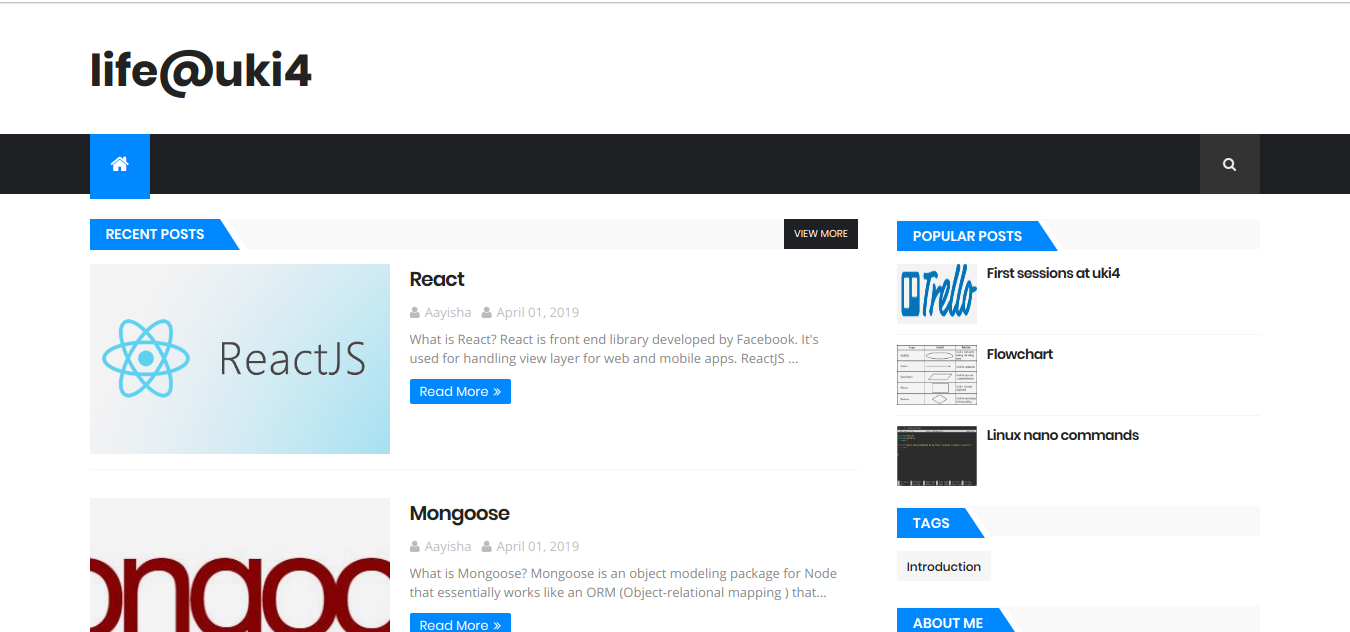 life@uki4
RECENT POSTS
VIEW MORE
ReactJS
React
Aayisha April 01, 2019
What is React? React is front end library developed by Facebook. It's
used for handling view layer for web and mobile apps. ReactJS ...
Read More »
ongoo
Mongoose
Aayisha April 01, 2019
What is Mongoose? Mongoose is an object modeling package for Node
that essentially works like an ORM (Object-relational mapping ) that...
Read More »
POPULAR POSTS
Trello
First sessions at uki4
Flowchart
Linux nano commands
TAGS
Introduction
ABOUT ME